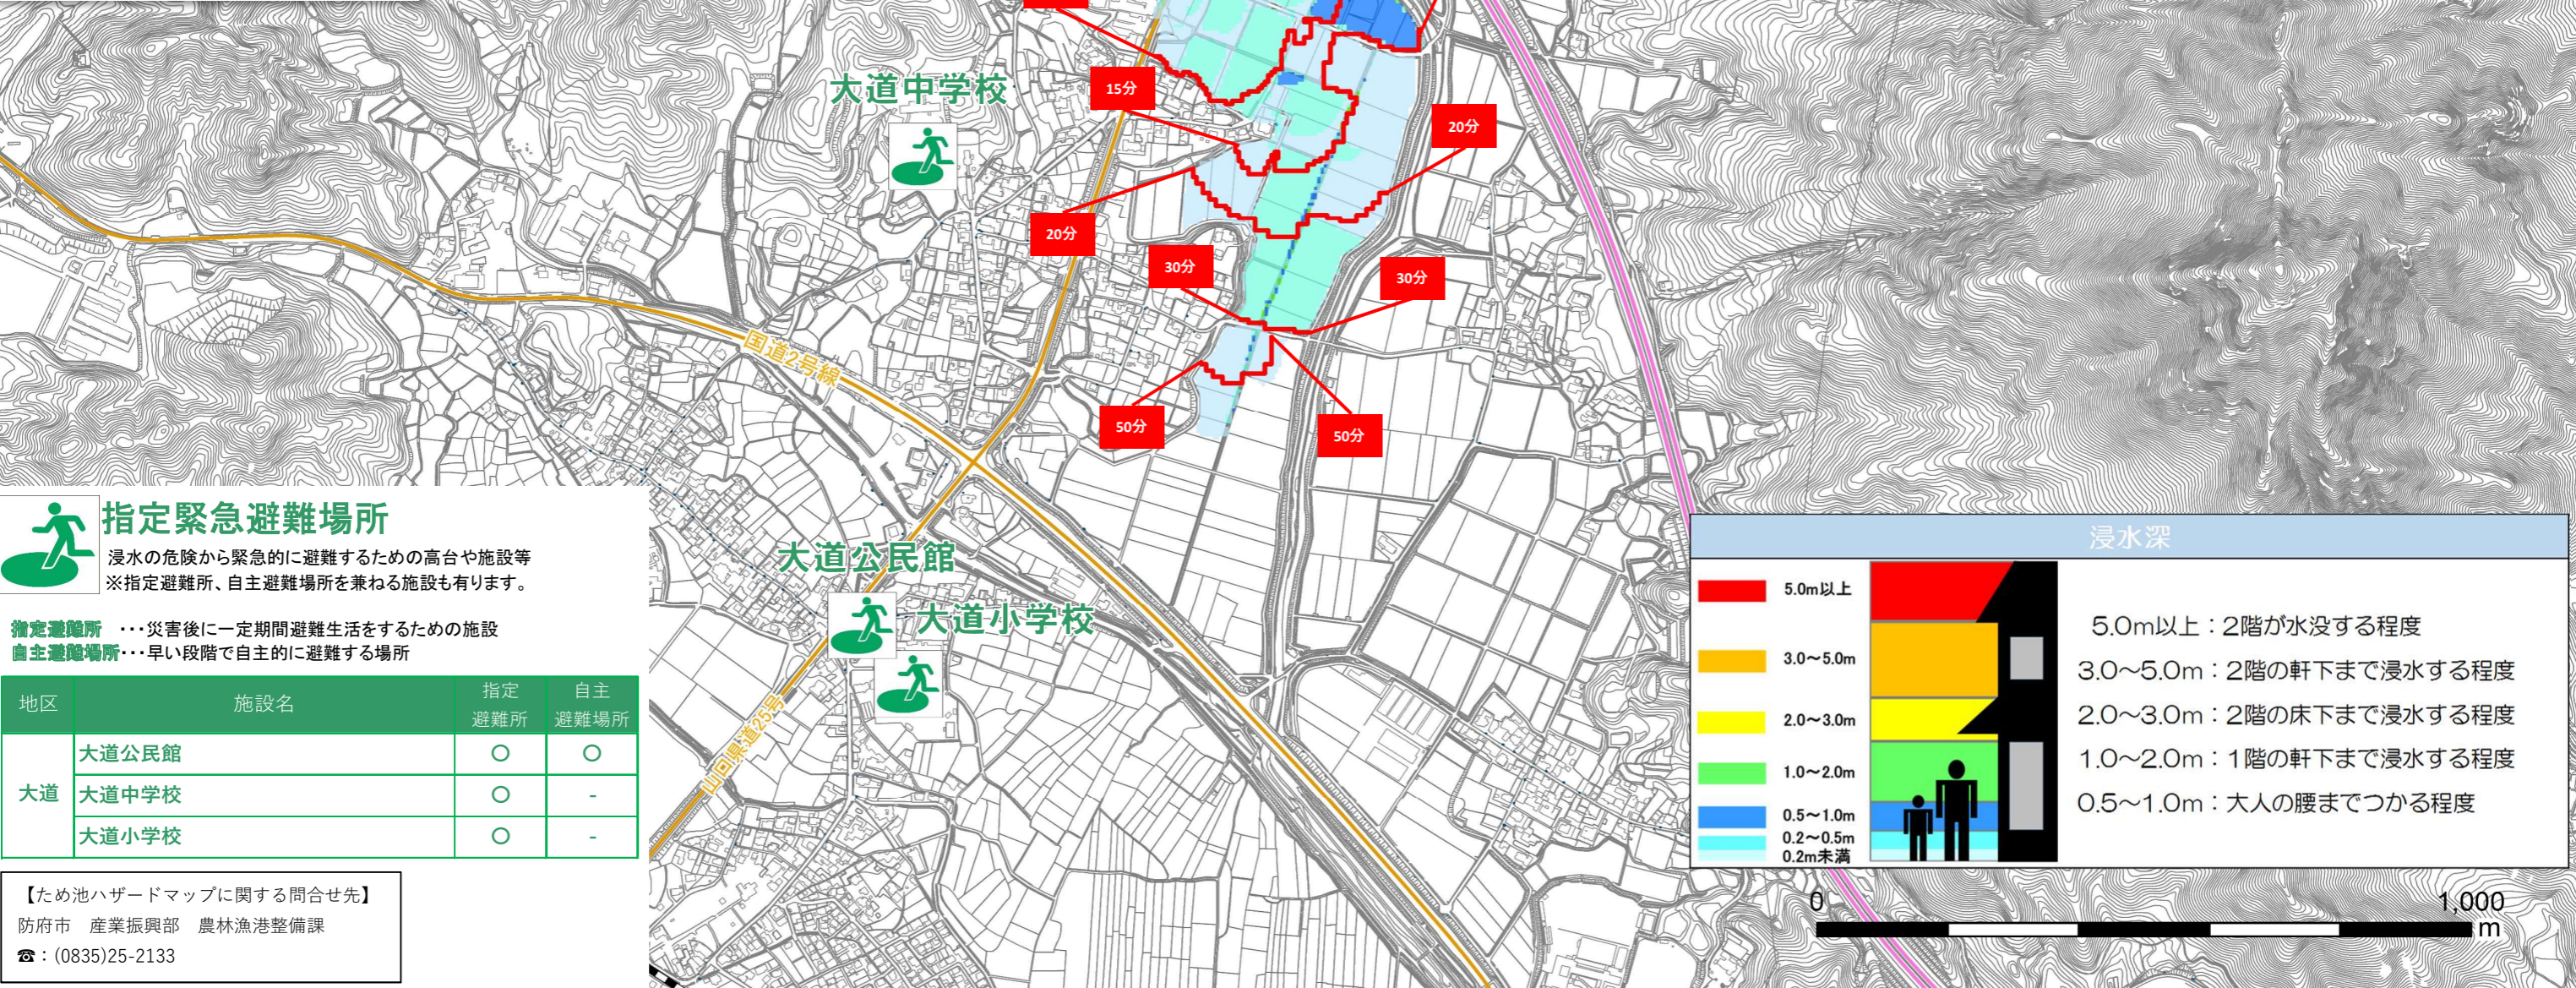 大道中学校
15分
20分
20分
30分
30分
国道2号線
50分
50分
指定緊急避難場所
浸水の危険から緊急的に避難するための高台や施設等
※指定避難所、自主避難場所を兼ねる施設も有ります。
指定避難所 ・・・災害後に一定期間避難生活をするための施設
自主避難場所・・・早い段階で自主的に避難する場所
地区 施設名 指定避難所 自主避難場所
大道 大道公民館 〇 〇
大道中学校 〇 -
大道小学校 〇 -
【ため池ハザードマップに関する問合せ先】
防府市 産業振興部 農林漁港整備課
☎：(0835)25-2133
大道公民館
大道小学校
山口県道25号
浸水深
5.0m以上
3.0～5.0m
2.0～3.0m
1.0～2.0m
0.5～1.0m
0.2～0.5m
0.2m未満
5.0m以上：2階が水没する程度
3.0～5.0m：2階の軒下まで浸水する程度
2.0～3.0m：2階の床下まで浸水する程度
1.0～2.0m：1階の軒下まで浸水する程度
0.5～1.0m：大人の腰までつかる程度
0 1,000
m